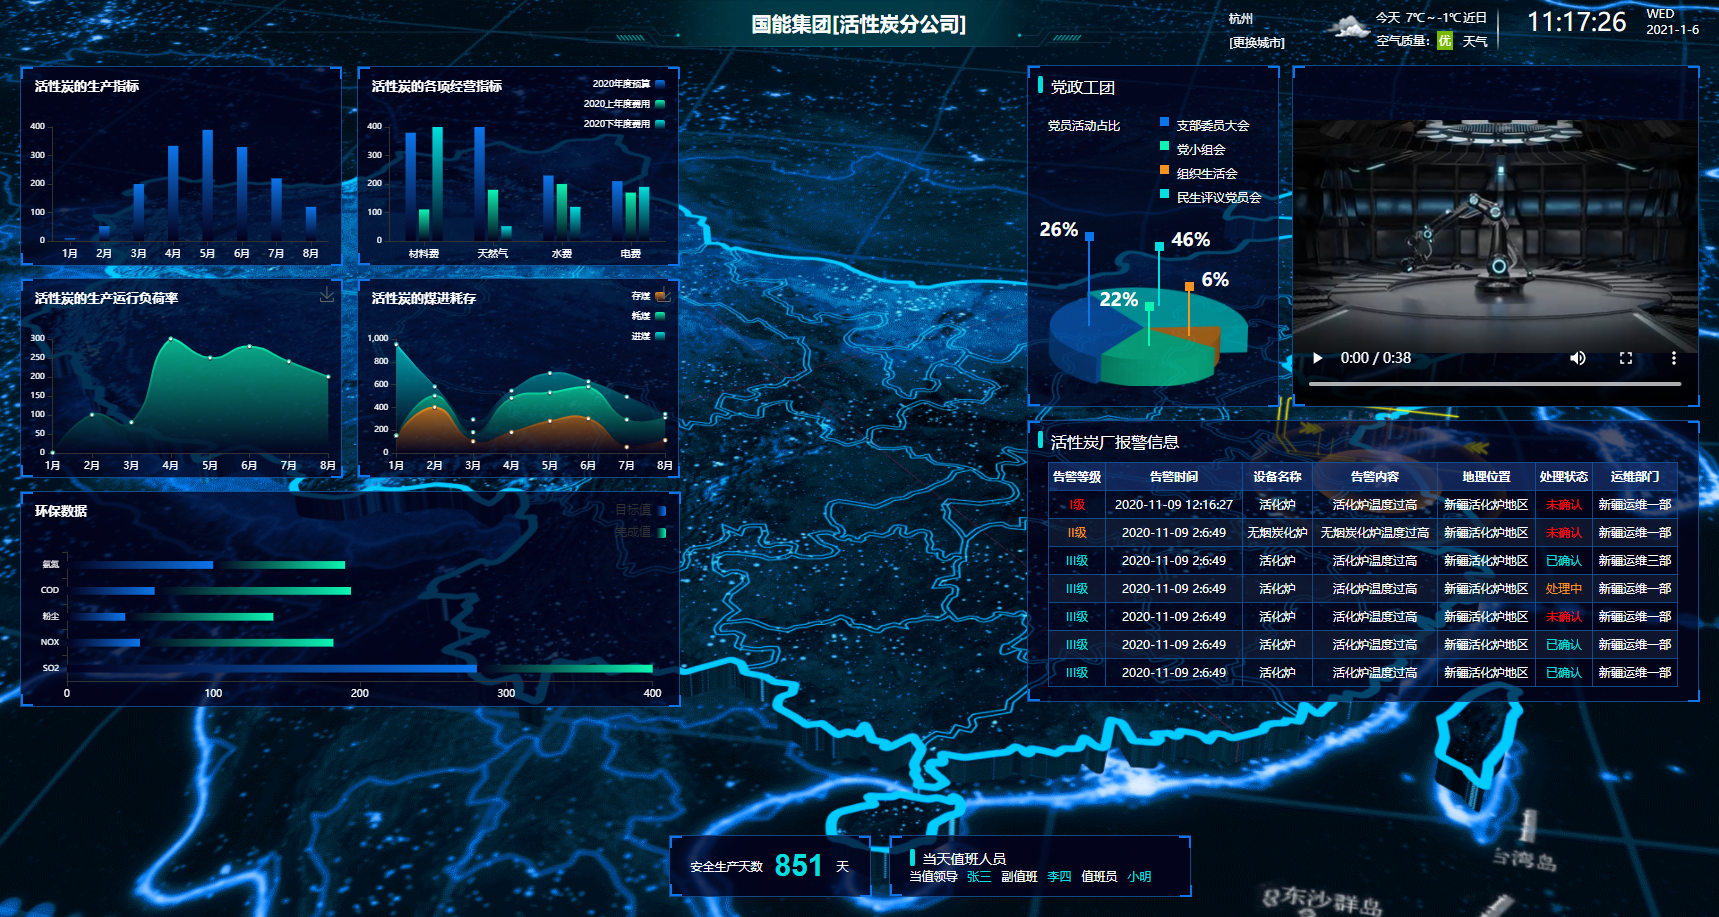 国能集团[活性炭分公司]
杭州
[更换城市]
今天 7℃~-1℃ 近日
空气质量: 优 天气
11:17:26
WED
2021-1-6
活性炭的生产指标
400
300
200
100
0
1月 2月 3月 4月 5月 6月 7月 8月
活性炭的各项经营指标
2020年度预算
2020上年度费用
2020下年度费用
400
300
200
100
0
材料费 天然气 水费 电费
活性炭的生产运行负荷率
300
250
200
150
100
50
0
1月 2月 3月 4月 5月 6月 7月 8月
活性炭的煤进耗存
存煤
耗煤
进煤
1,000
800
600
400
200
0
1月 2月 3月 4月 5月 6月 7月 8月
环保数据
目标值
完成值
氨氮
COD
粉尘
NOX
SO2
0 100 200 300 400
党政工团
党员活动占比
支部委员大会
党小组会
组织生活会
民生评议党员会
26%
46%
6%
22%
0:00 / 0:38
活性炭厂报警信息
告警等级 告警时间 设备名称 告警内容 地理位置 处理状态 运维部门
I级 2020-11-09 12:16:27 活化炉 活化炉温度过高 新疆活化炉地区 未确认 新疆运维一部
II级 2020-11-09 2:6:49 无烟炭化炉 无烟炭化炉温度过高 新疆活化炉地区 未确认 新疆运维三部
III级 2020-11-09 2:6:49 活化炉 活化炉温度过高 新疆活化炉地区 已确认 新疆运维一部
III级 2020-11-09 2:6:49 活化炉 活化炉温度过高 新疆活化炉地区 处理中 新疆运维一部
III级 2020-11-09 2:6:49 活化炉 活化炉温度过高 新疆活化炉地区 未确认 新疆运维一部
III级 2020-11-09 2:6:49 活化炉 活化炉温度过高 新疆活化炉地区 已确认 新疆运维一部
III级 2020-11-09 2:6:49 活化炉 活化炉温度过高 新疆活化炉地区 已确认 新疆运维一部
安全生产天数 851 天
当天值班人员
当值领导 张三 副值班 李四 值班员 小明
台湾岛
东沙群岛